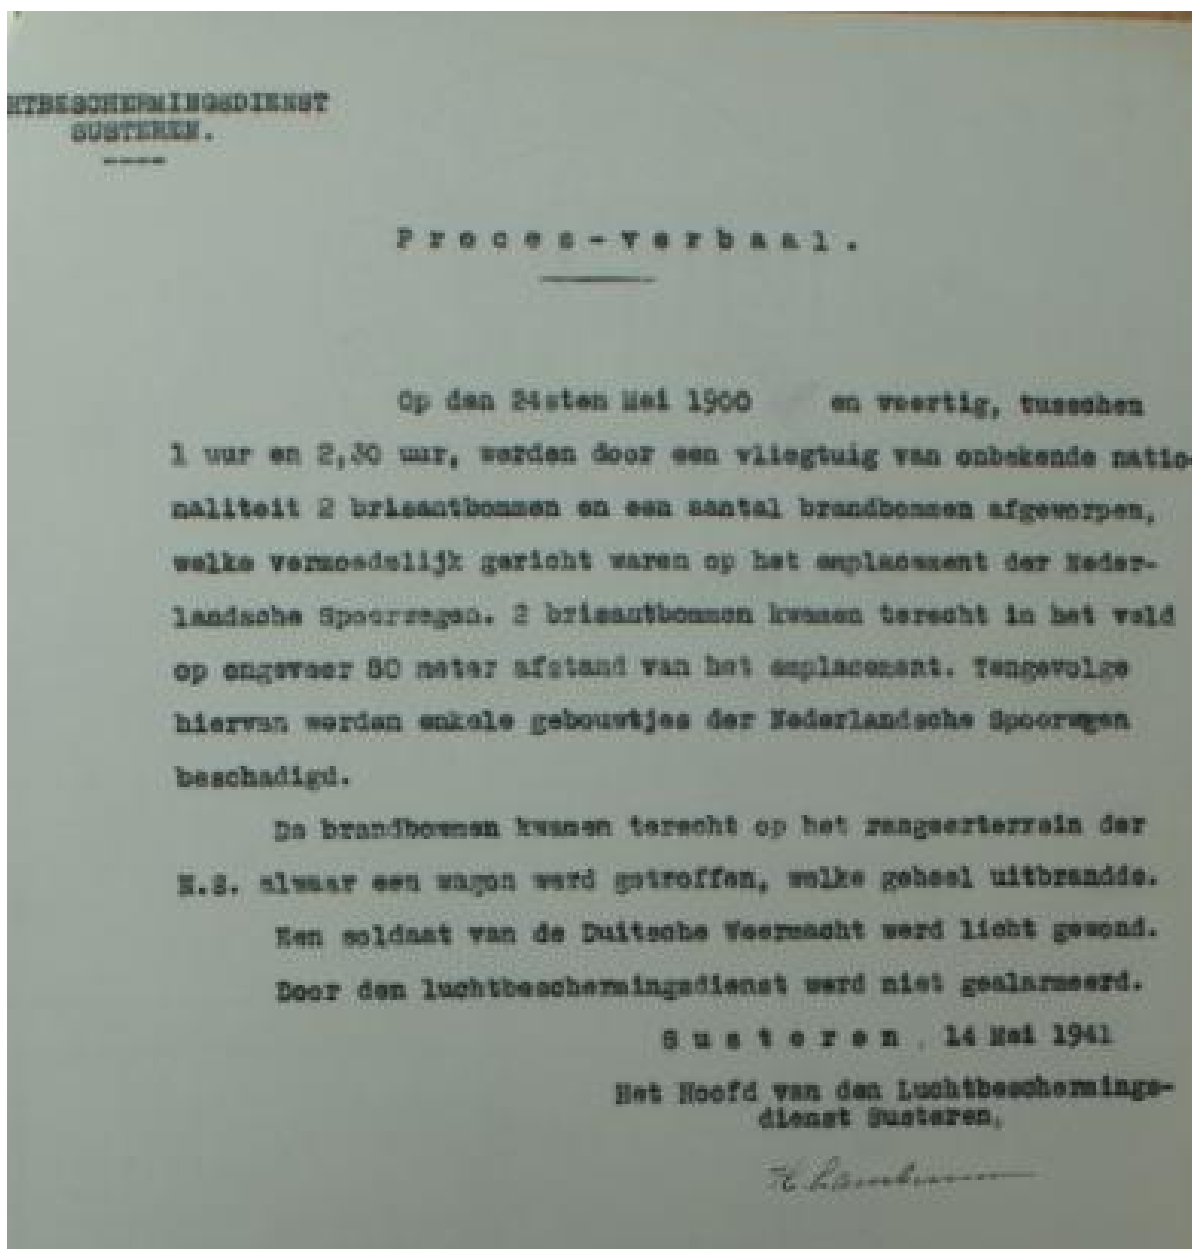 HTBESCHERMINGSDIENST
SUSTEREN.
----
Proces-verbaal.
Op den 24sten Mei 1900 en veertig, tusschen
1 uur en 2,30 uur, werden door een vliegtuig van onbekende natio-
naliteit 2 brisantbommen en een aantal brandbommen afgeworpen,
welke vermoedelijk gericht waren op het emplacement der Neder-
landsche Spoorwegen. 2 brisantbommen kwamen terecht in het veld
op ongeveer 80 meter afstand van het emplacement. Tengevolge
hiervan werden enkele gebouwtjes der Nederlandsche Spoorwgen
beschadigd.
De brandbommen kwamen terecht op het rangeerterrein der
N.S. alwaar een wagon werd getroffen, welke geheel uitbrandde.
Een soldaat van de Duitsche Weermacht werd licht gewond.
Door den luchtbeschermingsdienst werd niet gealarmeerd.
Susteren, 14 Mei 1941
Het Hoofd van den Luchtbeschermings-
dienst Susteren,